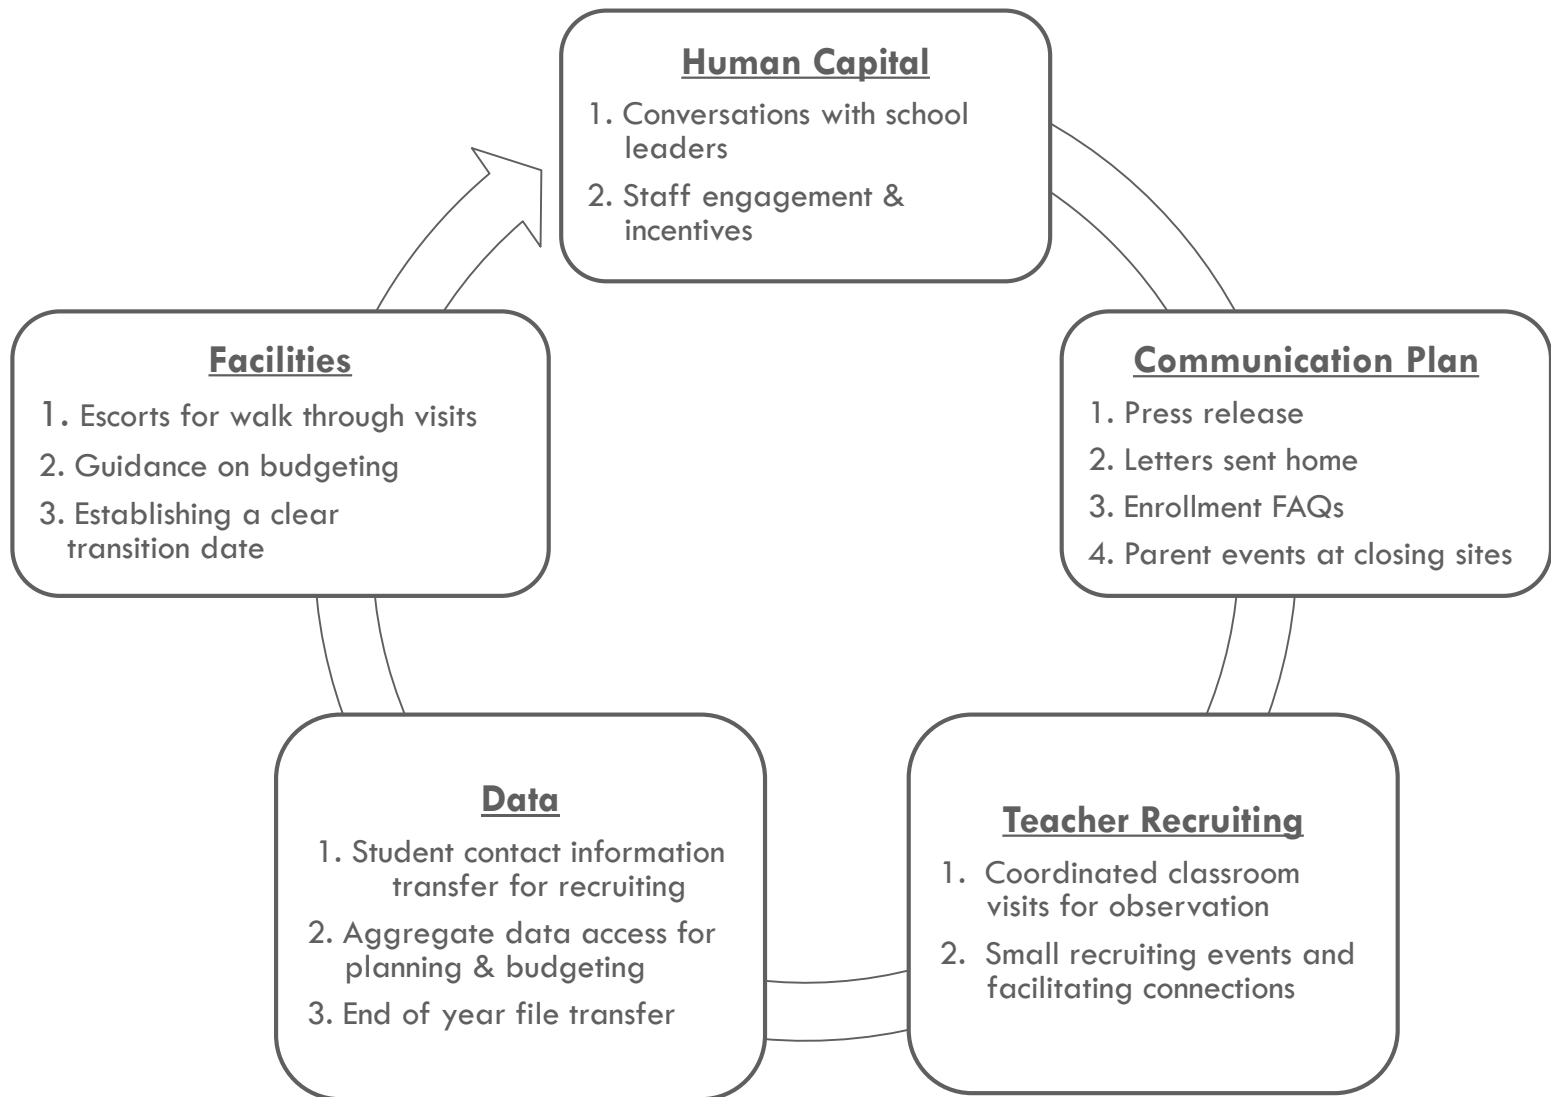 Human Capital
1. Conversations with school
leaders
2. Staff engagement &
incentives
Communication Plan
1. Press release
2. Letters sent home
3. Enrollment FAQs
4. Parent events at closing sites
Teacher Recruiting
1. Coordinated classroom
visits for observation
2. Small recruiting events and
facilitating connections
Data
1. Student contact information
transfer for recruiting
2. Aggregate data access for
planning & budgeting
3. End of year file transfer
Facilities
1. Escorts for walk through visits
2. Guidance on budgeting
3. Establishing a clear
transition date